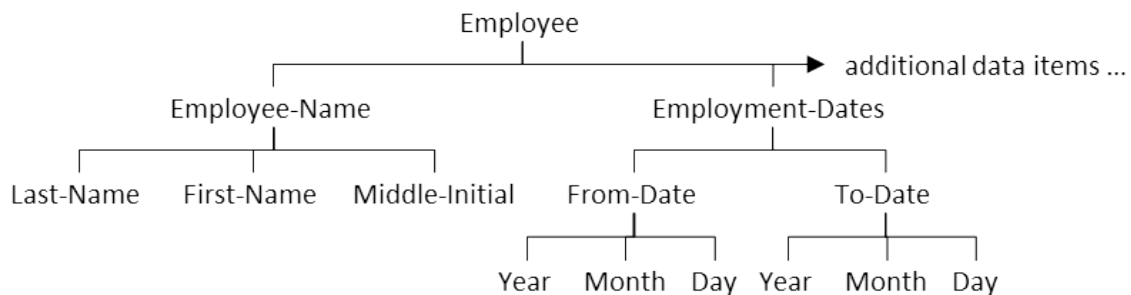 Employee
additional data items ...
Employee-Name Employment-Dates
Last-Name First-Name Middle-Initial From-Date To-Date
Year Month Day Year Month Day